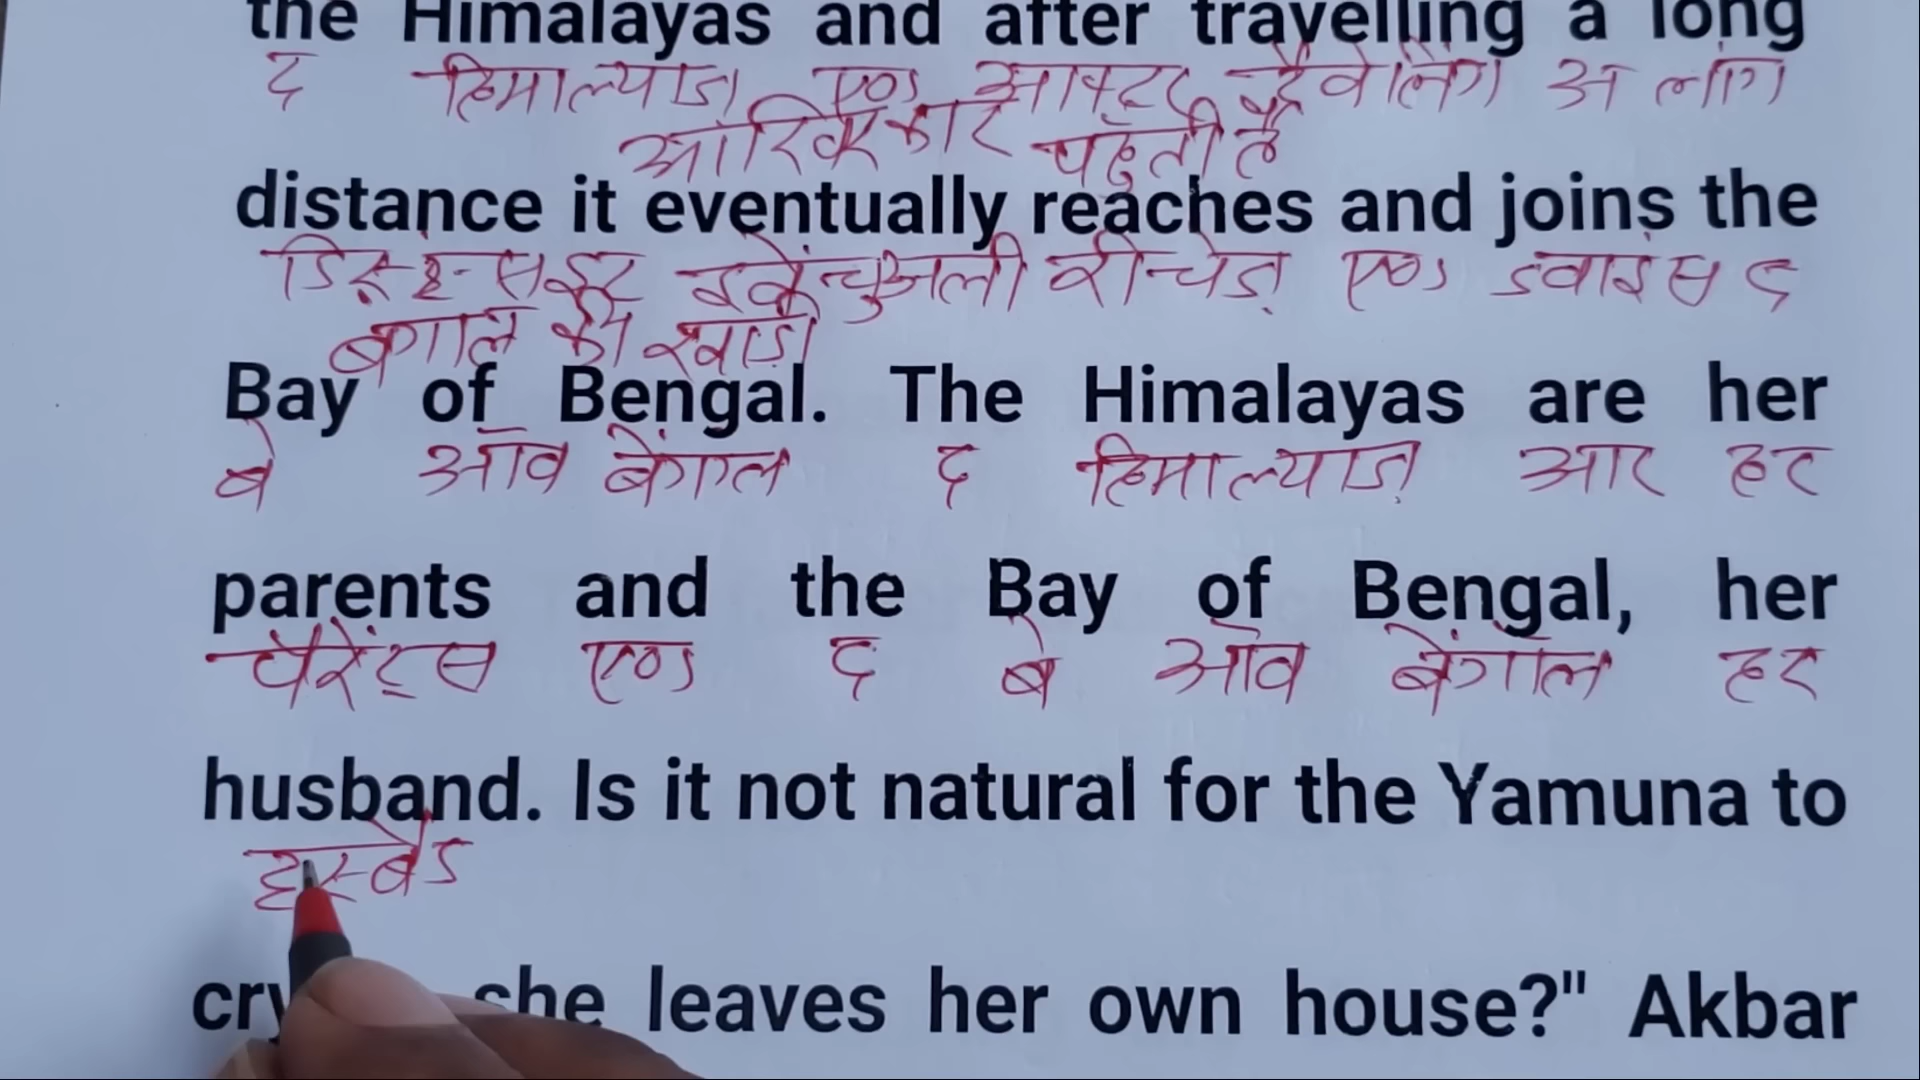 the Himalayas and after travelling a long
द हिमाल्याज़ एण्ड आफ्टर ट्रैवेलिंग अ लांग
आखिरकार पहुंती है
distance it eventually reaches and joins the
इवेंचुअली रीचेज़ एण्ड ज्वाइंस द
बंगाल की खाड़ी
Bay of Bengal. The Himalayas are her
बे ऑव बेंगाल द हिमाल्याज़ आर हर
parents and the Bay of Bengal, her
पैरेंट्स एण्ड द बे ऑव बेंगॉल हर
husband. Is it not natural for the Yamuna to
हस्बैंड
she leaves her own house?" Akbar